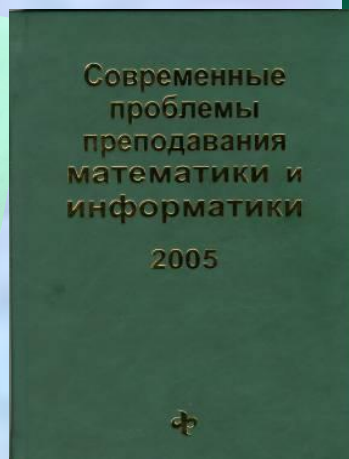 Современные
проблемы
преподавания
математики и
информатики
2005